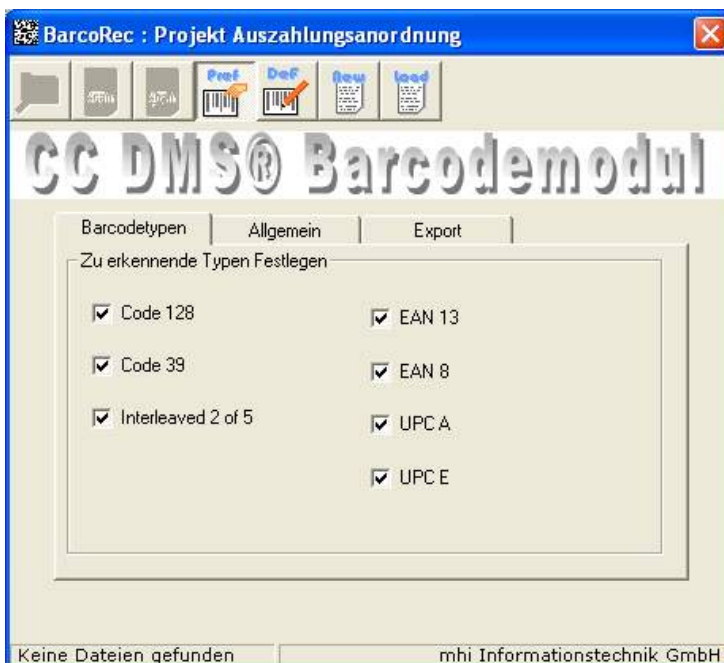 BarcoRec : Projekt Auszahlungsanordnung
Pref Def New load
CC DMS® Barcodemodul
Barcodetypen Allgemein Export
Zu erkennende Typen Festlegen
Code 128
EAN 13
Code 39
EAN 8
Interleaved 2 of 5
UPC A
UPC E
Keine Dateien gefunden mhi Informationstechnik GmbH